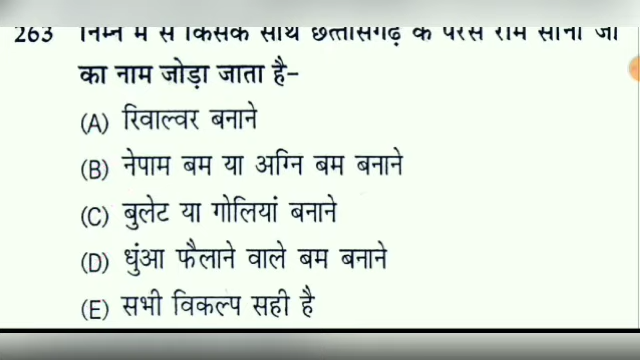 263 निम्न में से किसके साथ छत्तीसगढ़ के परस राम सोनी जी
का नाम जोड़ा जाता है–
(A) रिवाल्वर बनाने
(B) नेपाम बम या अग्नि बम बनाने
(C) बुलेट या गोलियां बनाने
(D) धुंआ फैलाने वाले बम बनाने
(E) सभी विकल्प सही है